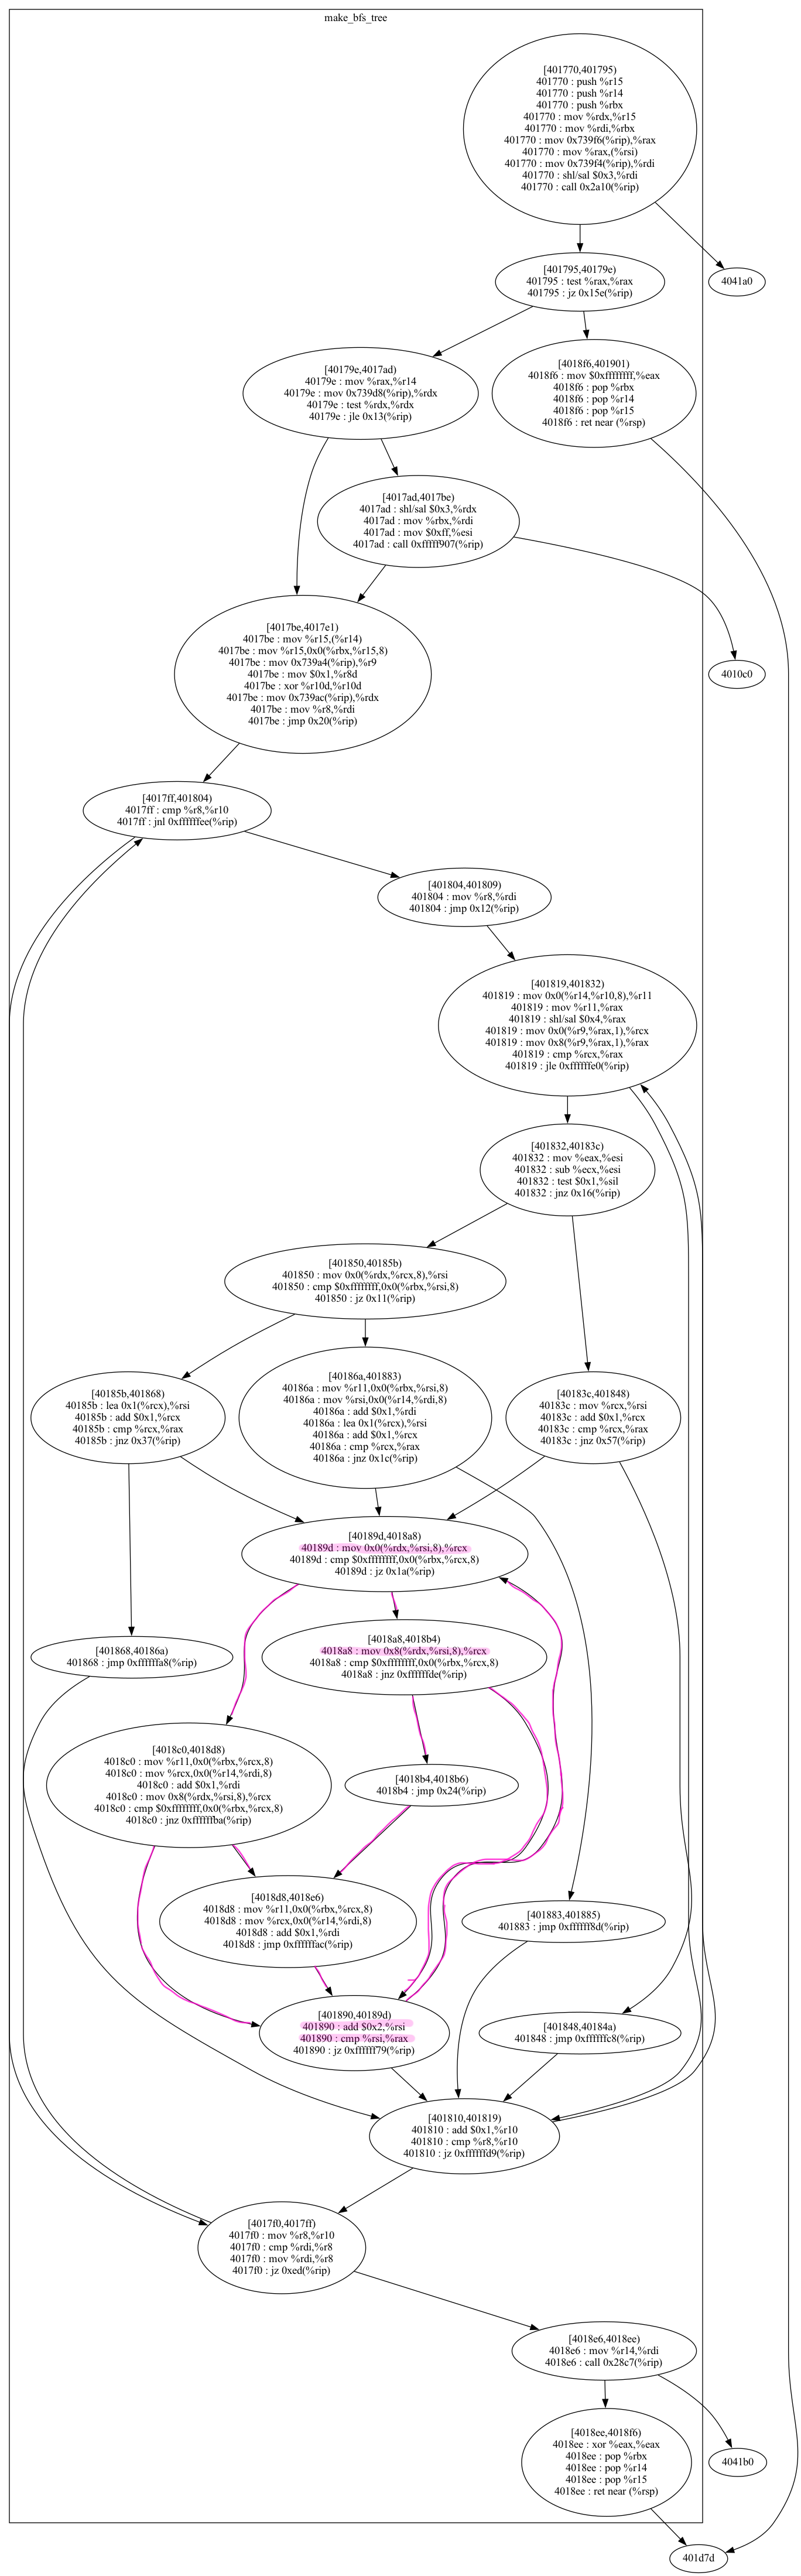 make_bfs_tree
[401770,401795)
401770 : push %r15
401770 : push %r14
401770 : push %rbx
401770 : mov %rdx,%r15
401770 : mov %rdi,%rbx
401770 : mov 0x739f6(%rip),%rax
401770 : mov %rax,(%rsi)
401770 : mov 0x739f4(%rip),%rdi
401770 : shl/sal $0x3,%rdi
401770 : call 0x2a10(%rip)
[401795,40179e)
401795 : test %rax,%rax
401795 : jz 0x15e(%rip)
4041a0
[40179e,4017ad)
40179e : mov %rax,%r14
40179e : mov 0x739d8(%rip),%rdx
40179e : test %rdx,%rdx
40179e : jle 0x13(%rip)
[4018f6,401901)
4018f6 : mov $0xffffffff,%eax
4018f6 : pop %rbx
4018f6 : pop %r14
4018f6 : pop %r15
4018f6 : ret near (%rsp)
[4017ad,4017be)
4017ad : shl/sal $0x3,%rdx
4017ad : mov %rbx,%rdi
4017ad : mov $0xff,%esi
4017ad : call 0xfffff907(%rip)
[4017be,4017e1)
4017be : mov %r15,(%r14)
4017be : mov %r15,0x0(%rbx,%r15,8)
4017be : mov 0x739a4(%rip),%r9
4017be : mov $0x1,%r8d
4017be : xor %r10d,%r10d
4017be : mov 0x739ac(%rip),%rdx
4017be : mov %r8,%rdi
4017be : jmp 0x20(%rip)
4010c0
[4017ff,401804)
4017ff : cmp %r8,%r10
4017ff : jnl 0xffffffee(%rip)
[401804,401809)
401804 : mov %r8,%rdi
401804 : jmp 0x12(%rip)
[401819,401832)
401819 : mov 0x0(%r14,%r10,8),%r11
401819 : mov %r11,%rax
401819 : shl/sal $0x4,%rax
401819 : mov 0x0(%r9,%rax,1),%rcx
401819 : mov 0x8(%r9,%rax,1),%rax
401819 : cmp %rcx,%rax
401819 : jle 0xffffffe0(%rip)
[401832,40183c)
401832 : mov %eax,%esi
401832 : sub %ecx,%esi
401832 : test $0x1,%sil
401832 : jnz 0x16(%rip)
[401850,40185b)
401850 : mov 0x0(%rdx,%rcx,8),%rsi
401850 : cmp $0xffffffff,0x0(%rbx,%rsi,8)
401850 : jz 0x11(%rip)
[40185b,401868)
40185b : lea 0x1(%rcx),%rsi
40185b : add $0x1,%rcx
40185b : cmp %rcx,%rax
40185b : jnz 0x37(%rip)
[40186a,401883)
40186a : mov %r11,0x0(%rbx,%rsi,8)
40186a : mov %rsi,0x0(%r14,%rdi,8)
40186a : add $0x1,%rdi
40186a : lea 0x1(%rcx),%rsi
40186a : add $0x1,%rcx
40186a : cmp %rcx,%rax
40186a : jnz 0x1c(%rip)
[40183c,401848)
40183c : mov %rcx,%rsi
40183c : add $0x1,%rcx
40183c : cmp %rcx,%rax
40183c : jnz 0x57(%rip)
[40189d,4018a8)
40189d : mov 0x0(%rdx,%rsi,8),%rcx
40189d : cmp $0xffffffff,0x0(%rbx,%rcx,8)
40189d : jz 0x1a(%rip)
[401868,40186a)
401868 : jmp 0xffffffa8(%rip)
[4018a8,4018b4)
4018a8 : mov 0x8(%rdx,%rsi,8),%rcx
4018a8 : cmp $0xffffffff,0x0(%rbx,%rcx,8)
4018a8 : jnz 0xffffffde(%rip)
[4018c0,4018d8)
4018c0 : mov %r11,0x0(%rbx,%rcx,8)
4018c0 : mov %rcx,0x0(%r14,%rdi,8)
4018c0 : add $0x1,%rdi
4018c0 : mov 0x8(%rdx,%rsi,8),%rcx
4018c0 : cmp $0xffffffff,0x0(%rbx,%rcx,8)
4018c0 : jnz 0xffffffba(%rip)
[4018b4,4018b6)
4018b4 : jmp 0x24(%rip)
[4018d8,4018e6)
4018d8 : mov %r11,0x0(%rbx,%rcx,8)
4018d8 : mov %rcx,0x0(%r14,%rdi,8)
4018d8 : add $0x1,%rdi
4018d8 : jmp 0xffffffac(%rip)
[401883,401885)
401883 : jmp 0xffffff8d(%rip)
[401890,40189d)
401890 : add $0x2,%rsi
401890 : cmp %rsi,%rax
401890 : jz 0xffffff79(%rip)
[401848,40184a)
401848 : jmp 0xffffffc8(%rip)
[401810,401819)
401810 : add $0x1,%r10
401810 : cmp %r8,%r10
401810 : jz 0xffffffd9(%rip)
[4017f0,4017ff)
4017f0 : mov %r8,%r10
4017f0 : cmp %rdi,%r8
4017f0 : mov %rdi,%r8
4017f0 : jz 0xed(%rip)
[4018e6,4018ee)
4018e6 : mov %r14,%rdi
4018e6 : call 0x28c7(%rip)
[4018ee,4018f6)
4018ee : xor %eax,%eax
4018ee : pop %rbx
4018ee : pop %r14
4018ee : pop %r15
4018ee : ret near (%rsp)
4041b0
401d7d